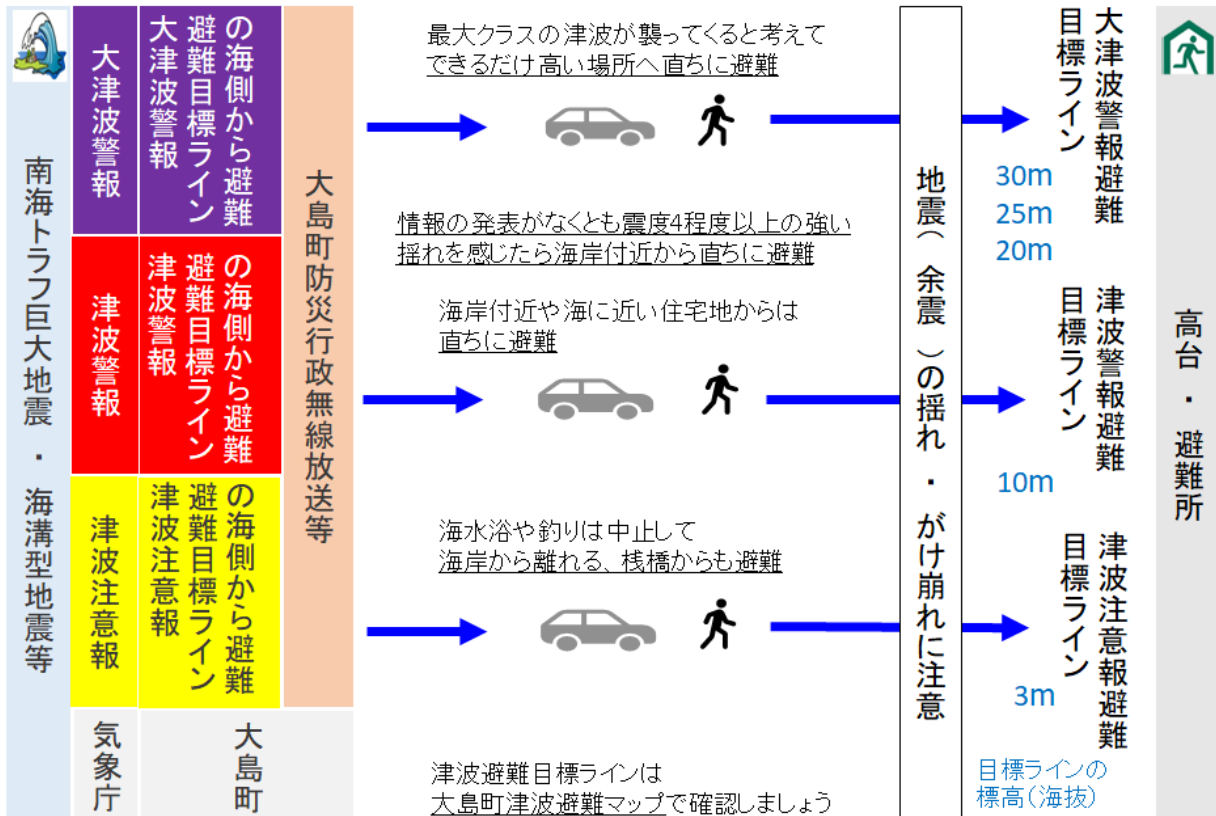 南海トラフ巨大地震・海溝型地震等
大津波警報
大津波警報
避難目標ライン
の海側から避難
津波警報
津波警報
避難目標ライン
の海側から避難
津波注意報
津波注意報
避難目標ライン
の海側から避難
気象庁
大島町
大島町防災行政無線放送等
最大クラスの津波が襲ってくると考えて
できるだけ高い場所へ直ちに避難
情報の発表がなくとも震度4程度以上の強い
揺れを感じたら海岸付近から直ちに避難
海岸付近や海に近い住宅地からは
直ちに避難
海水浴や釣りは中止して
海岸から離れる、桟橋からも避難
津波避難目標ラインは
大島町津波避難マップで確認しましょう
地震(余震)の揺れ・がけ崩れに注意
大津波警報避難
目標ライン
30m
25m
20m
津波警報避難
目標ライン
10m
津波注意報避難
目標ライン
3m
目標ラインの
標高(海抜)
高台・避難所